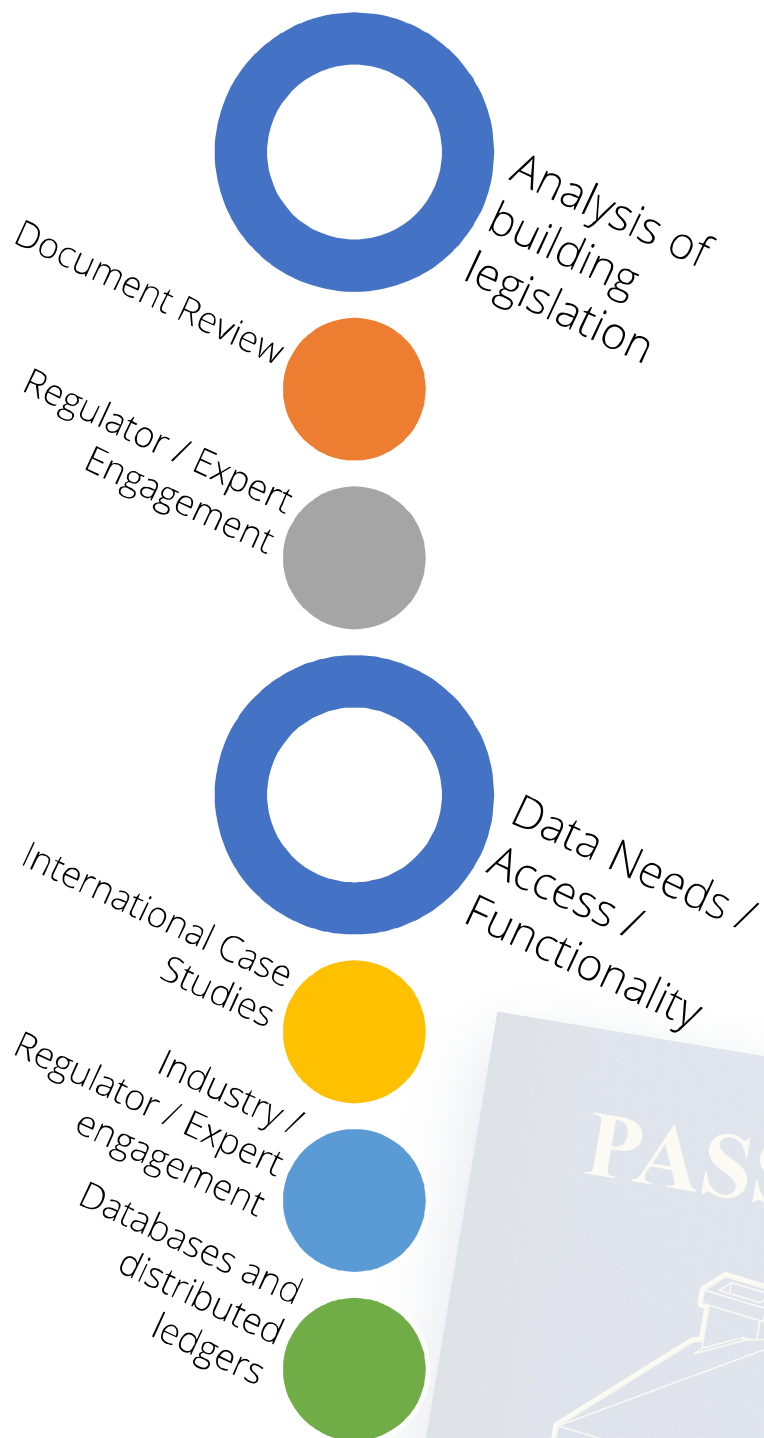 Analysis of
building
legislation
Document Review
Regulator / Expert
Engagement
Data Needs /
Access /
Functionality
International Case
Studies
Industry /
Regulator / Expert
engagement
Databases and
distributed
ledgers
PASS